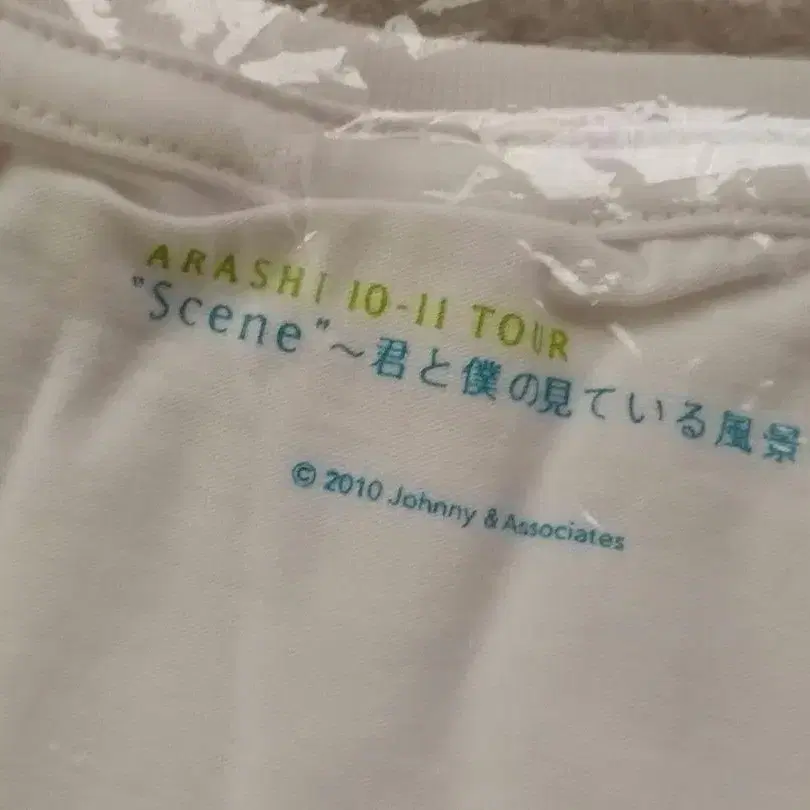 ARASHI 10-11 TOUR
"Scene"～君と僕の見ている風景
© 2010 Johnny & Associates